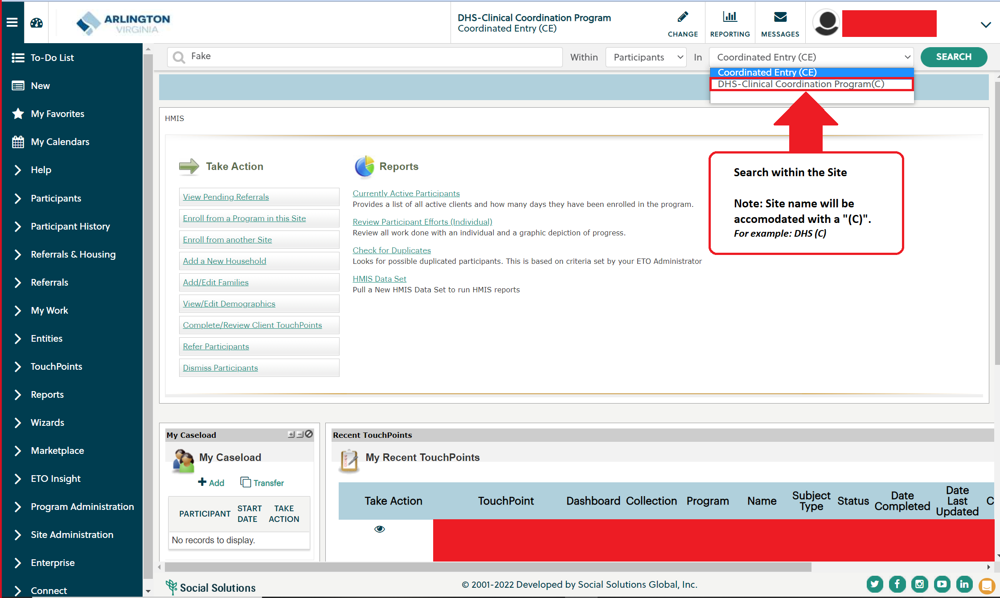 ARLINGTON
VIRGINIA
DHS-Clinical Coordination Program
Coordinated Entry (CE)
CHANGE
REPORTING
MESSAGES
To-Do List
New
My Favorites
My Calendars
Help
Participants
Participant History
Referrals & Housing
Referrals
My Work
Entities
TouchPoints
Reports
Wizards
Marketplace
ETO Insight
Program Administration
Site Administration
Enterprise
Connect
Fake
Within
Participants
In
Coordinated Entry (CE)
SEARCH
Coordinated Entry (CE)
DHS-Clinical Coordination Program(C)
HMIS
Take Action
View Pending Referrals
Enroll from a Program in this Site
Enroll from another Site
Add a New Household
Add/Edit Families
View/Edit Demographics
Complete/Review Client TouchPoints
Refer Participants
Dismiss Participants
Reports
Currently Active Participants
Provides a list of all active clients and how many days they have been enrolled in the program.
Review Participant Efforts (Individual)
Review all work done with an individual and a graphic depiction of progress.
Check for Duplicates
Looks for possible duplicated participants. This is based on criteria set by your ETO Administrator
HMIS Data Set
Pull a New HMIS Data Set to run HMIS reports
Search within the Site
Note: Site name will be
accomodated with a "(C)".
For example: DHS (C)
My Caseload
My Caseload
Add
Transfer
PARTICIPANT
START
DATE
TAKE
ACTION
No records to display.
Recent TouchPoints
My Recent TouchPoints
Take Action
TouchPoint
Dashboard
Collection
Program
Name
Subject
Type
Status
Date
Completed
Date
Last
Updated
C
Social Solutions
© 2001-2022 Developed by Social Solutions Global, Inc.